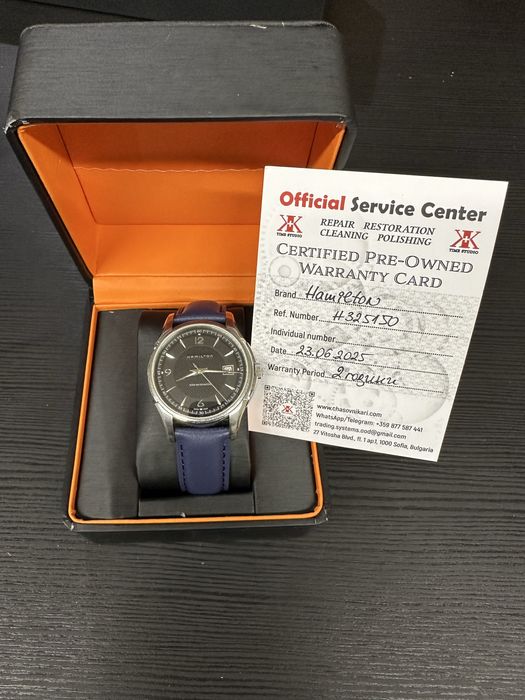 Official Service Center
REPAIR RESTORATION
CLEANING POLISHING
TIME STUDIO
TIME STUDIO
CERTIFIED PRE-OWNED
WARRANTY CARD
Brand Hamilton
Ref. Number H325150
Individual number
Date 23.06.2025
Warranty Period 2 години
www.chasovnikari.com
WhatsApp/Telegram: +359 877 587 441
trading.systems.ood@gmail.com
27 Vitosha Blvd., fl. 1 ap.1, 1000 Sofia, Bulgaria
HAMILTON